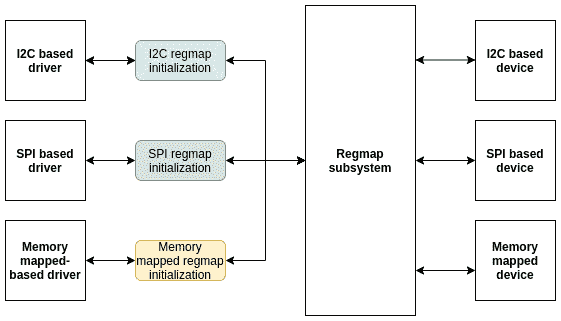 I2C based
driver
I2C regmap
initialization
I2C based
device
SPI based
driver
SPI regmap
initialization
Regmap
subsystem
SPI based
device
Memory
mapped-
based driver
Memory
mapped regmap
initialization
Memory
mapped
device